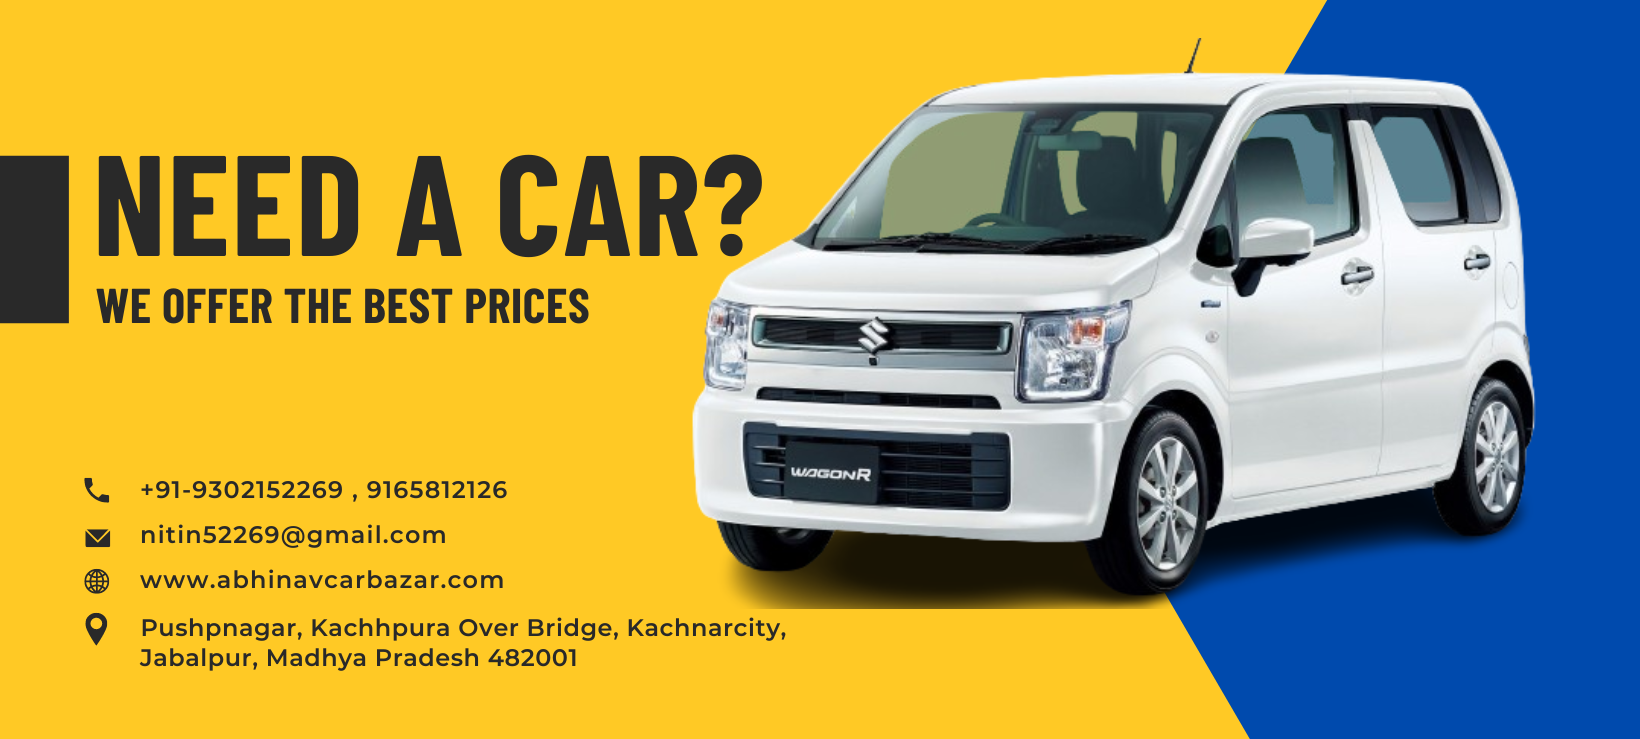 NEED A CAR?
WE OFFER THE BEST PRICES
WAGONR
+91-9302152269 , 9165812126
nitin52269@gmail.com
www.abhinavcarbazar.com
Pushpnagar, Kachhpura Over Bridge, Kachnarcity,
Jabalpur, Madhya Pradesh 482001